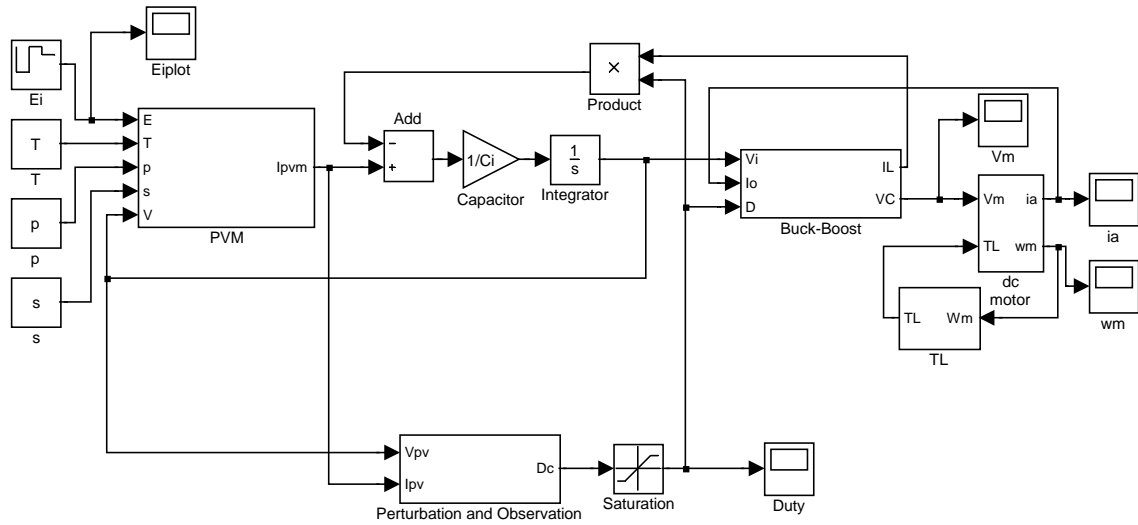 Ei
Eiplot
T
T
p
p
s
s
E
T
p
s
V
Ipvm
PVM
Add
−
+
1/Ci
Capacitor
1
s
Integrator
×
Product
Vi
Io
D
IL
VC
Buck-Boost
Vm
Vm
TL
ia
wm
dc
motor
ia
wm
TL
Wm
TL
Vpv
Ipv
Dc
Perturbation and Observation
Saturation
Duty